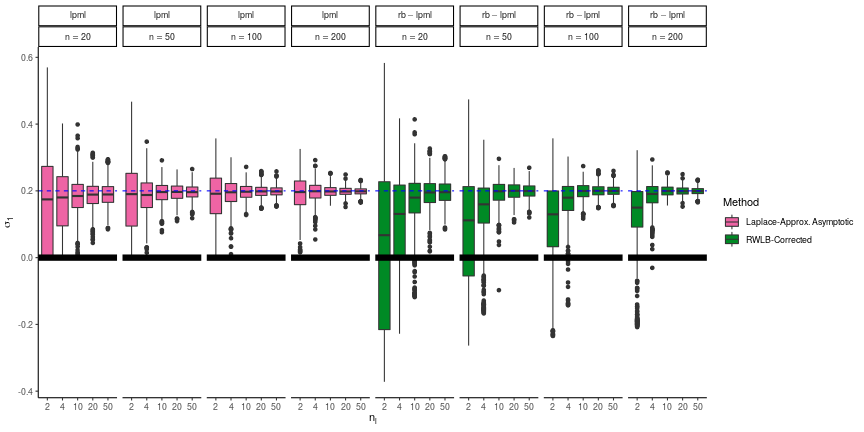 lpml lpml lpml lpml rb − lpml rb − lpml rb − lpml rb − lpml
n = 20 n = 50 n = 100 n = 200 n = 20 n = 50 n = 100 n = 200
0.6
0.4
0.2
0.0
-0.2
-0.4
σ1
2 4 10 20 50 2 4 10 20 50 2 4 10 20 50 2 4 10 20 50 2 4 10 20 50 2 4 10 20 50 2 4 10 20 50 2 4 10 20 50
ni
Method
Laplace-Approx. Asymptotic
RWLB-Corrected